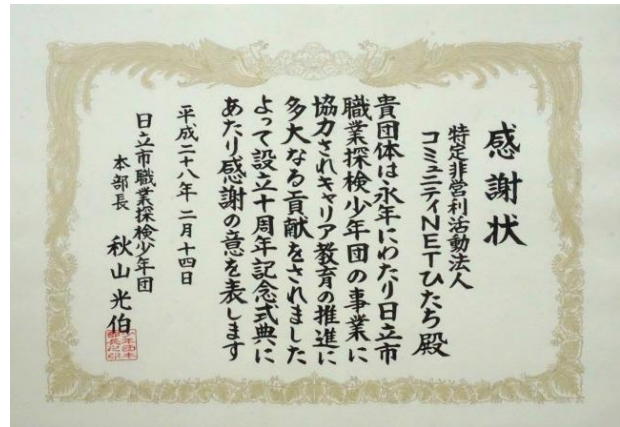 感謝状
特定非営利活動法人
コミュニティNETひたち殿
貴団体は永年にわたり日立市
職業探検少年団の事業に
協力されキャリア教育の推進に
多大なる貢献をされました
よって設立十周年記念式典に
あたり感謝の意を表します
平成二十八年二月十四日
日立市職業探検少年団
本部長 秋山光伯